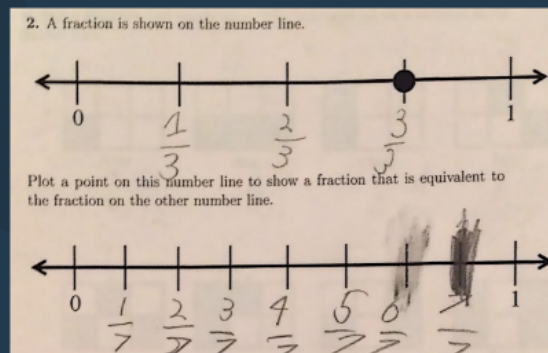 2. A fraction is shown on the number line.
0 1/3 2/3 3/3 1
Plot a point on this number line to show a fraction that is equivalent to
the fraction on the other number line.
0 1/7 2/7 3/7 4/7 5/7 6/7 7/7 1